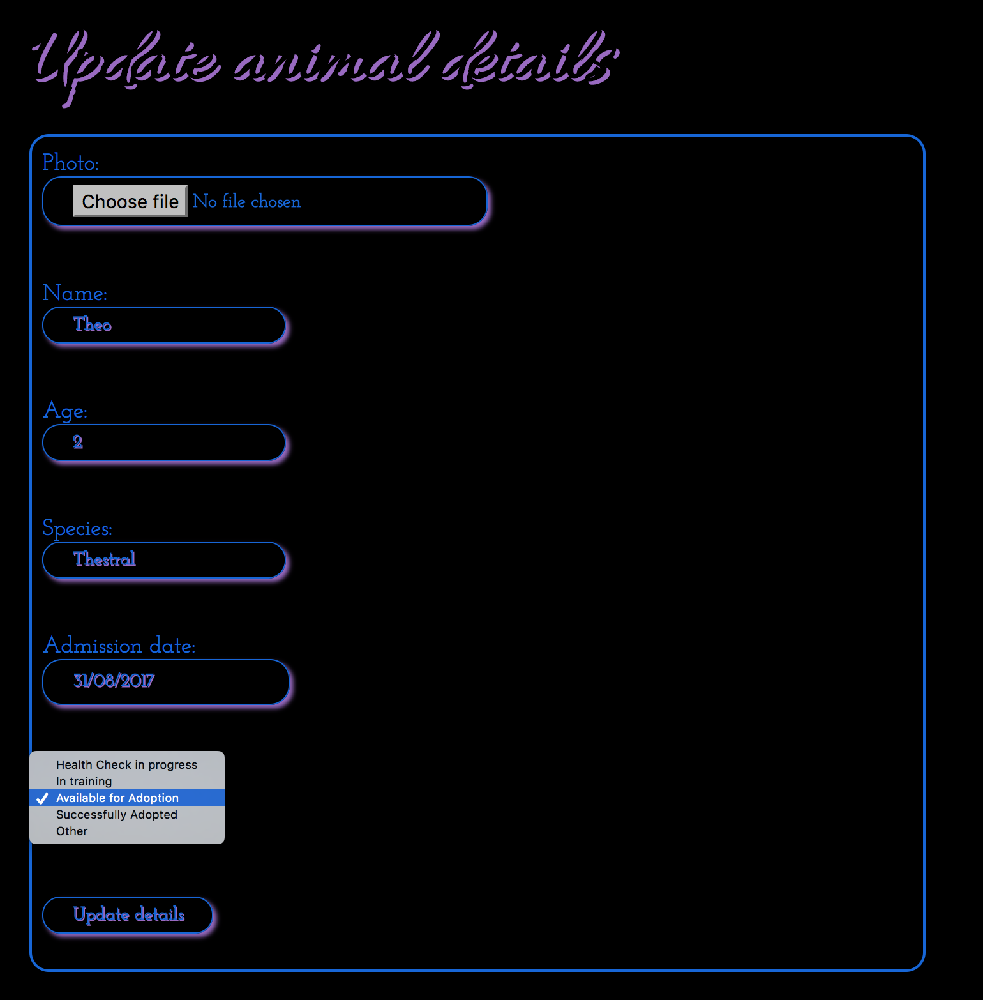 Update animal details
Photo:
Choose file No file chosen
Name:
Theo
Age:
2
Species:
Thestral
Admission date:
31/08/2017
Health Check in progress
In training
Available for Adoption
Successfully Adopted
Other
Update details